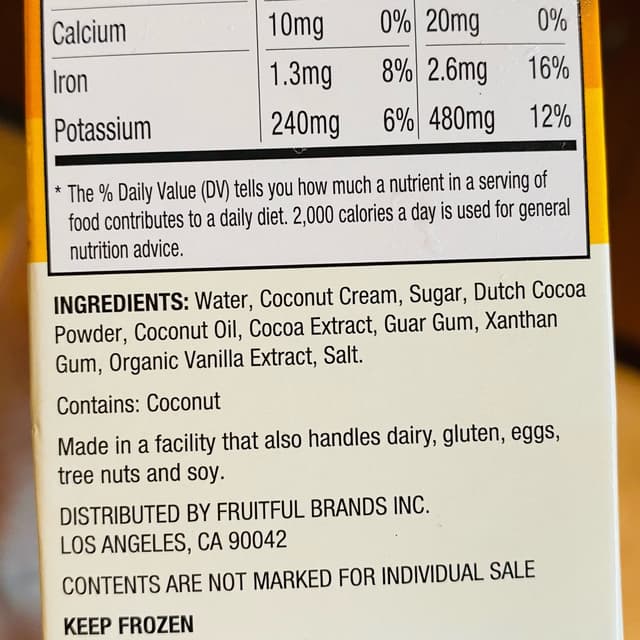 Calcium 10mg 0% 20mg 0%
Iron 1.3mg 8% 2.6mg 16%
Potassium 240mg 6% 480mg 12%
* The % Daily Value (DV) tells you how much a nutrient in a serving of
food contributes to a daily diet. 2,000 calories a day is used for general
nutrition advice.
INGREDIENTS: Water, Coconut Cream, Sugar, Dutch Cocoa
Powder, Coconut Oil, Cocoa Extract, Guar Gum, Xanthan
Gum, Organic Vanilla Extract, Salt.
Contains: Coconut
Made in a facility that also handles dairy, gluten, eggs,
tree nuts and soy.
DISTRIBUTED BY FRUITFUL BRANDS INC.
LOS ANGELES, CA 90042
CONTENTS ARE NOT MARKED FOR INDIVIDUAL SALE
KEEP FROZEN